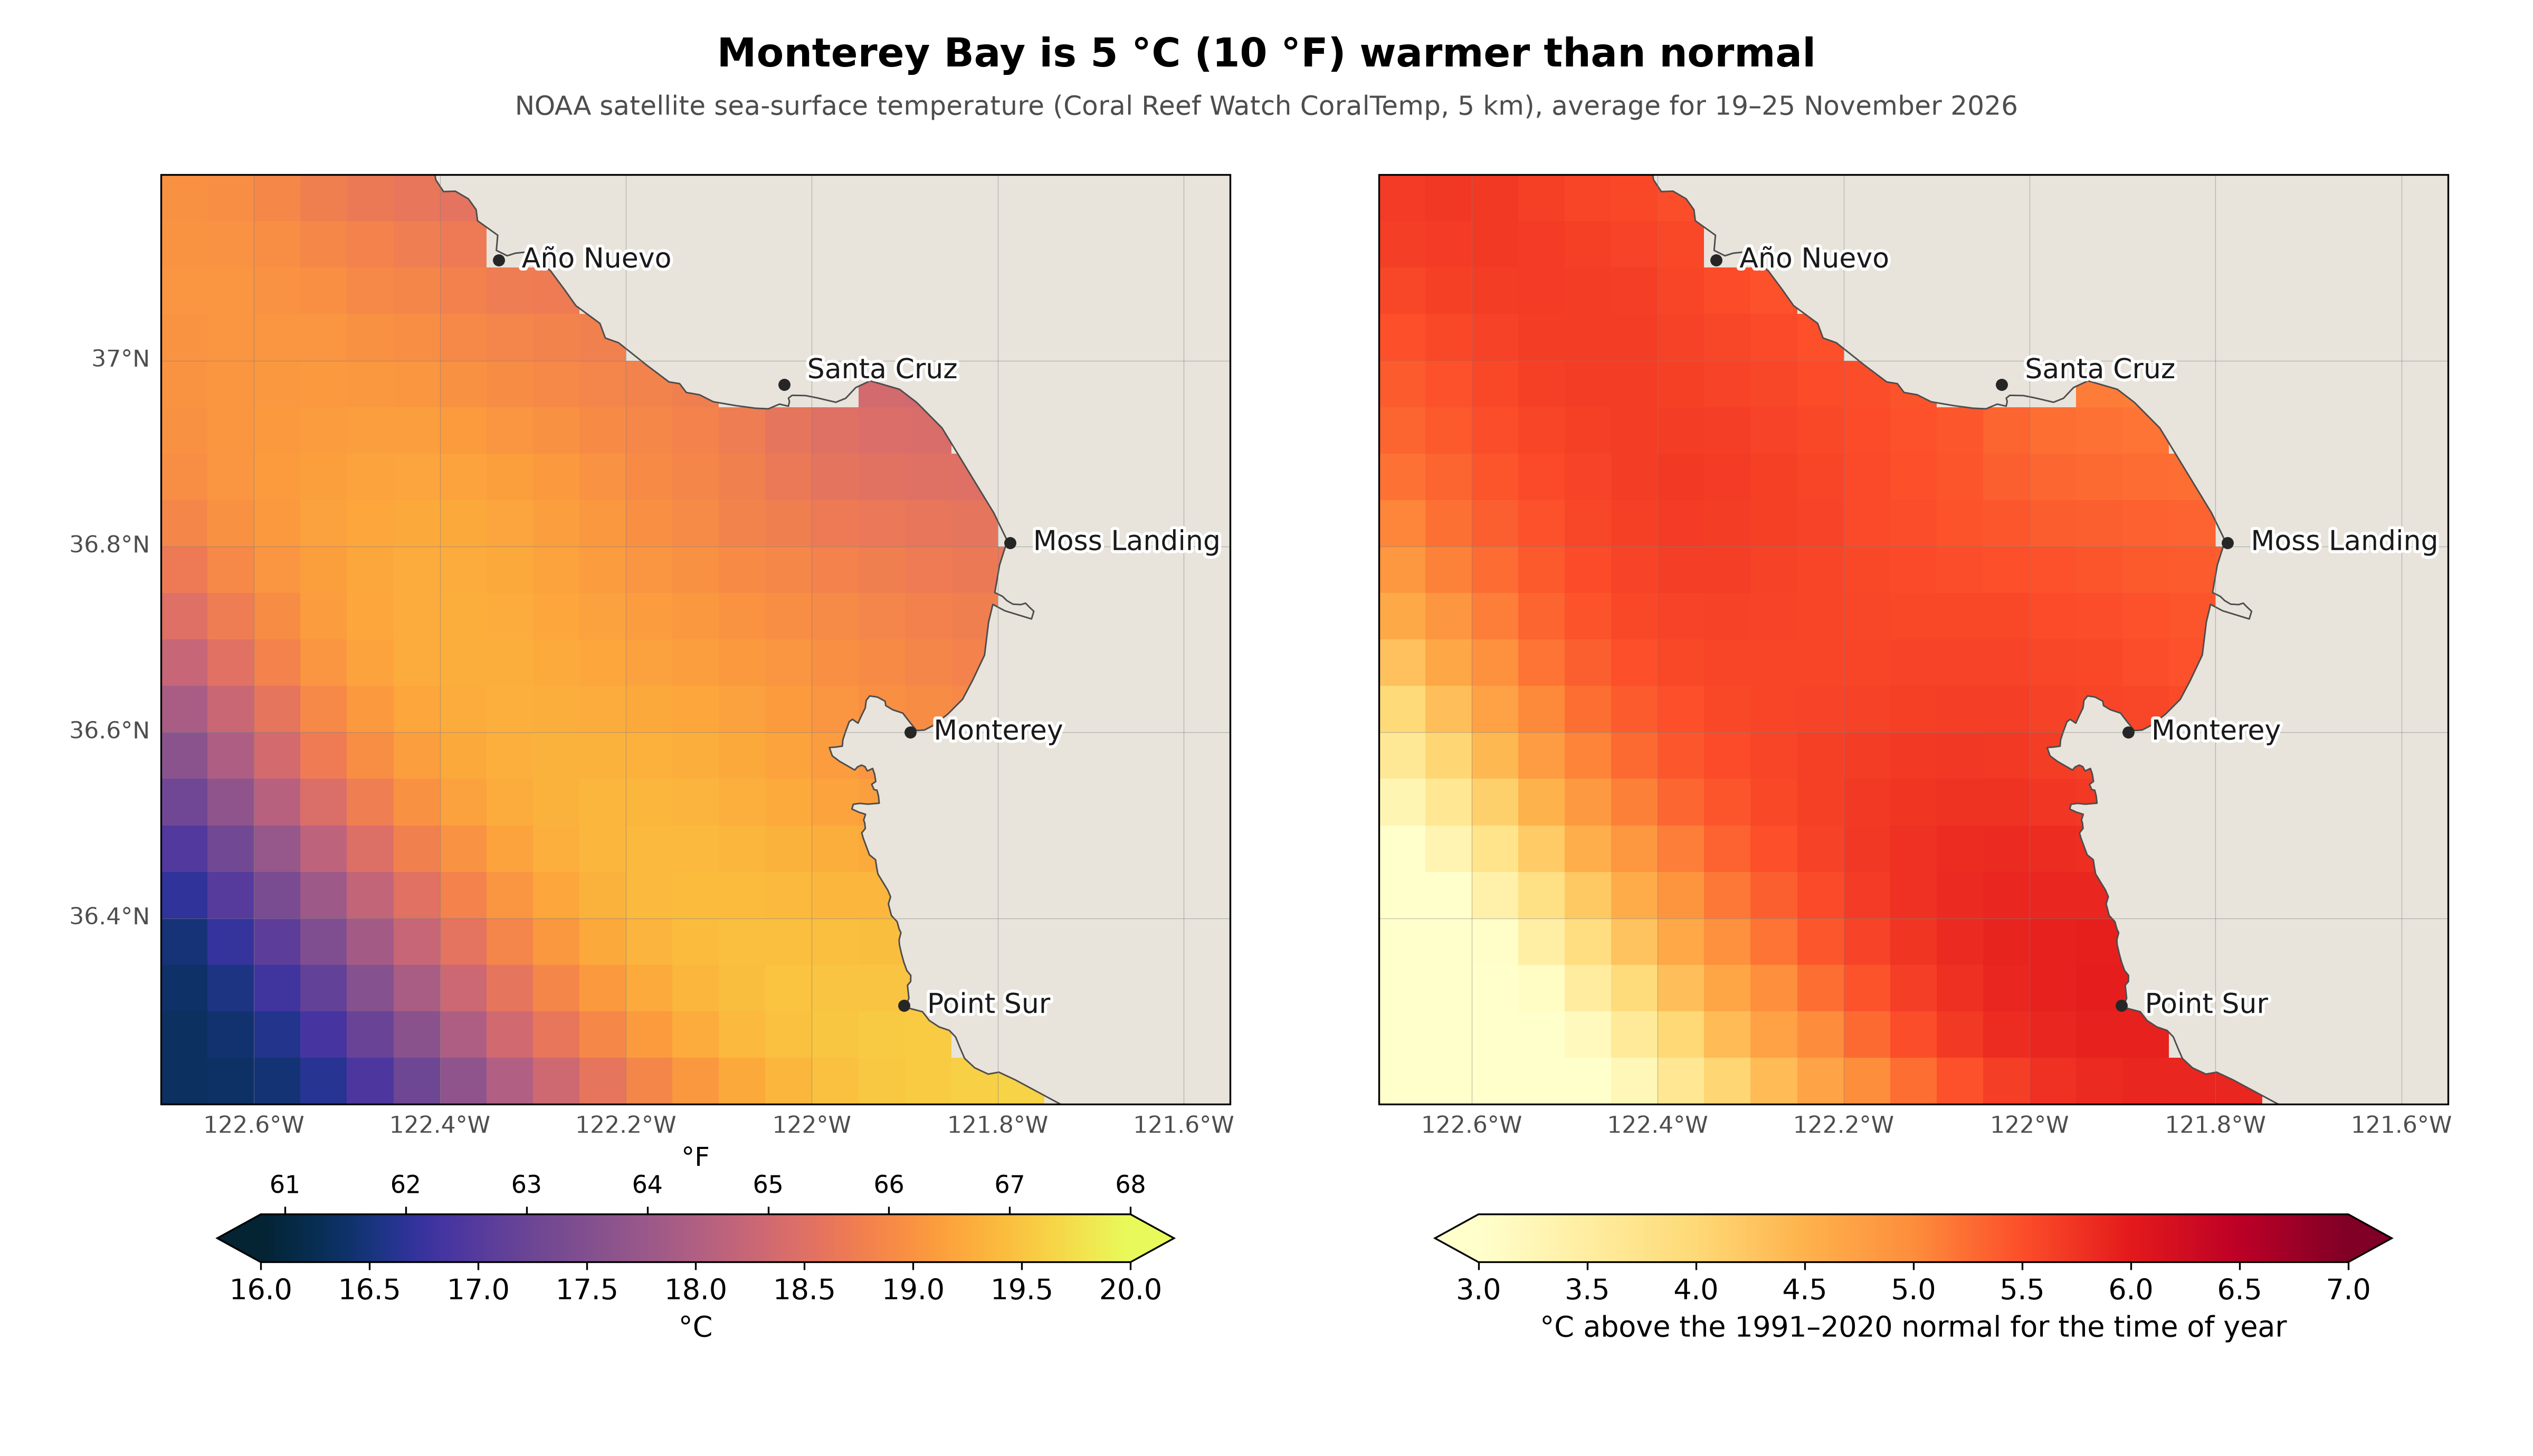 Monterey Bay is 5 °C (10 °F) warmer than normal
NOAA satellite sea-surface temperature (Coral Reef Watch CoralTemp, 5 km), average for 19–25 November 2026
Año Nuevo
Santa Cruz
Moss Landing
Monterey
Point Sur
37°N
36.8°N
36.6°N
36.4°N
122.6°W 122.4°W 122.2°W 122°W 121.8°W 121.6°W
°F
61 62 63 64 65 66 67 68
16.0 16.5 17.0 17.5 18.0 18.5 19.0 19.5 20.0
°C
Año Nuevo
Santa Cruz
Moss Landing
Monterey
Point Sur
122.6°W 122.4°W 122.2°W 122°W 121.8°W 121.6°W
3.0 3.5 4.0 4.5 5.0 5.5 6.0 6.5 7.0
°C above the 1991–2020 normal for the time of year